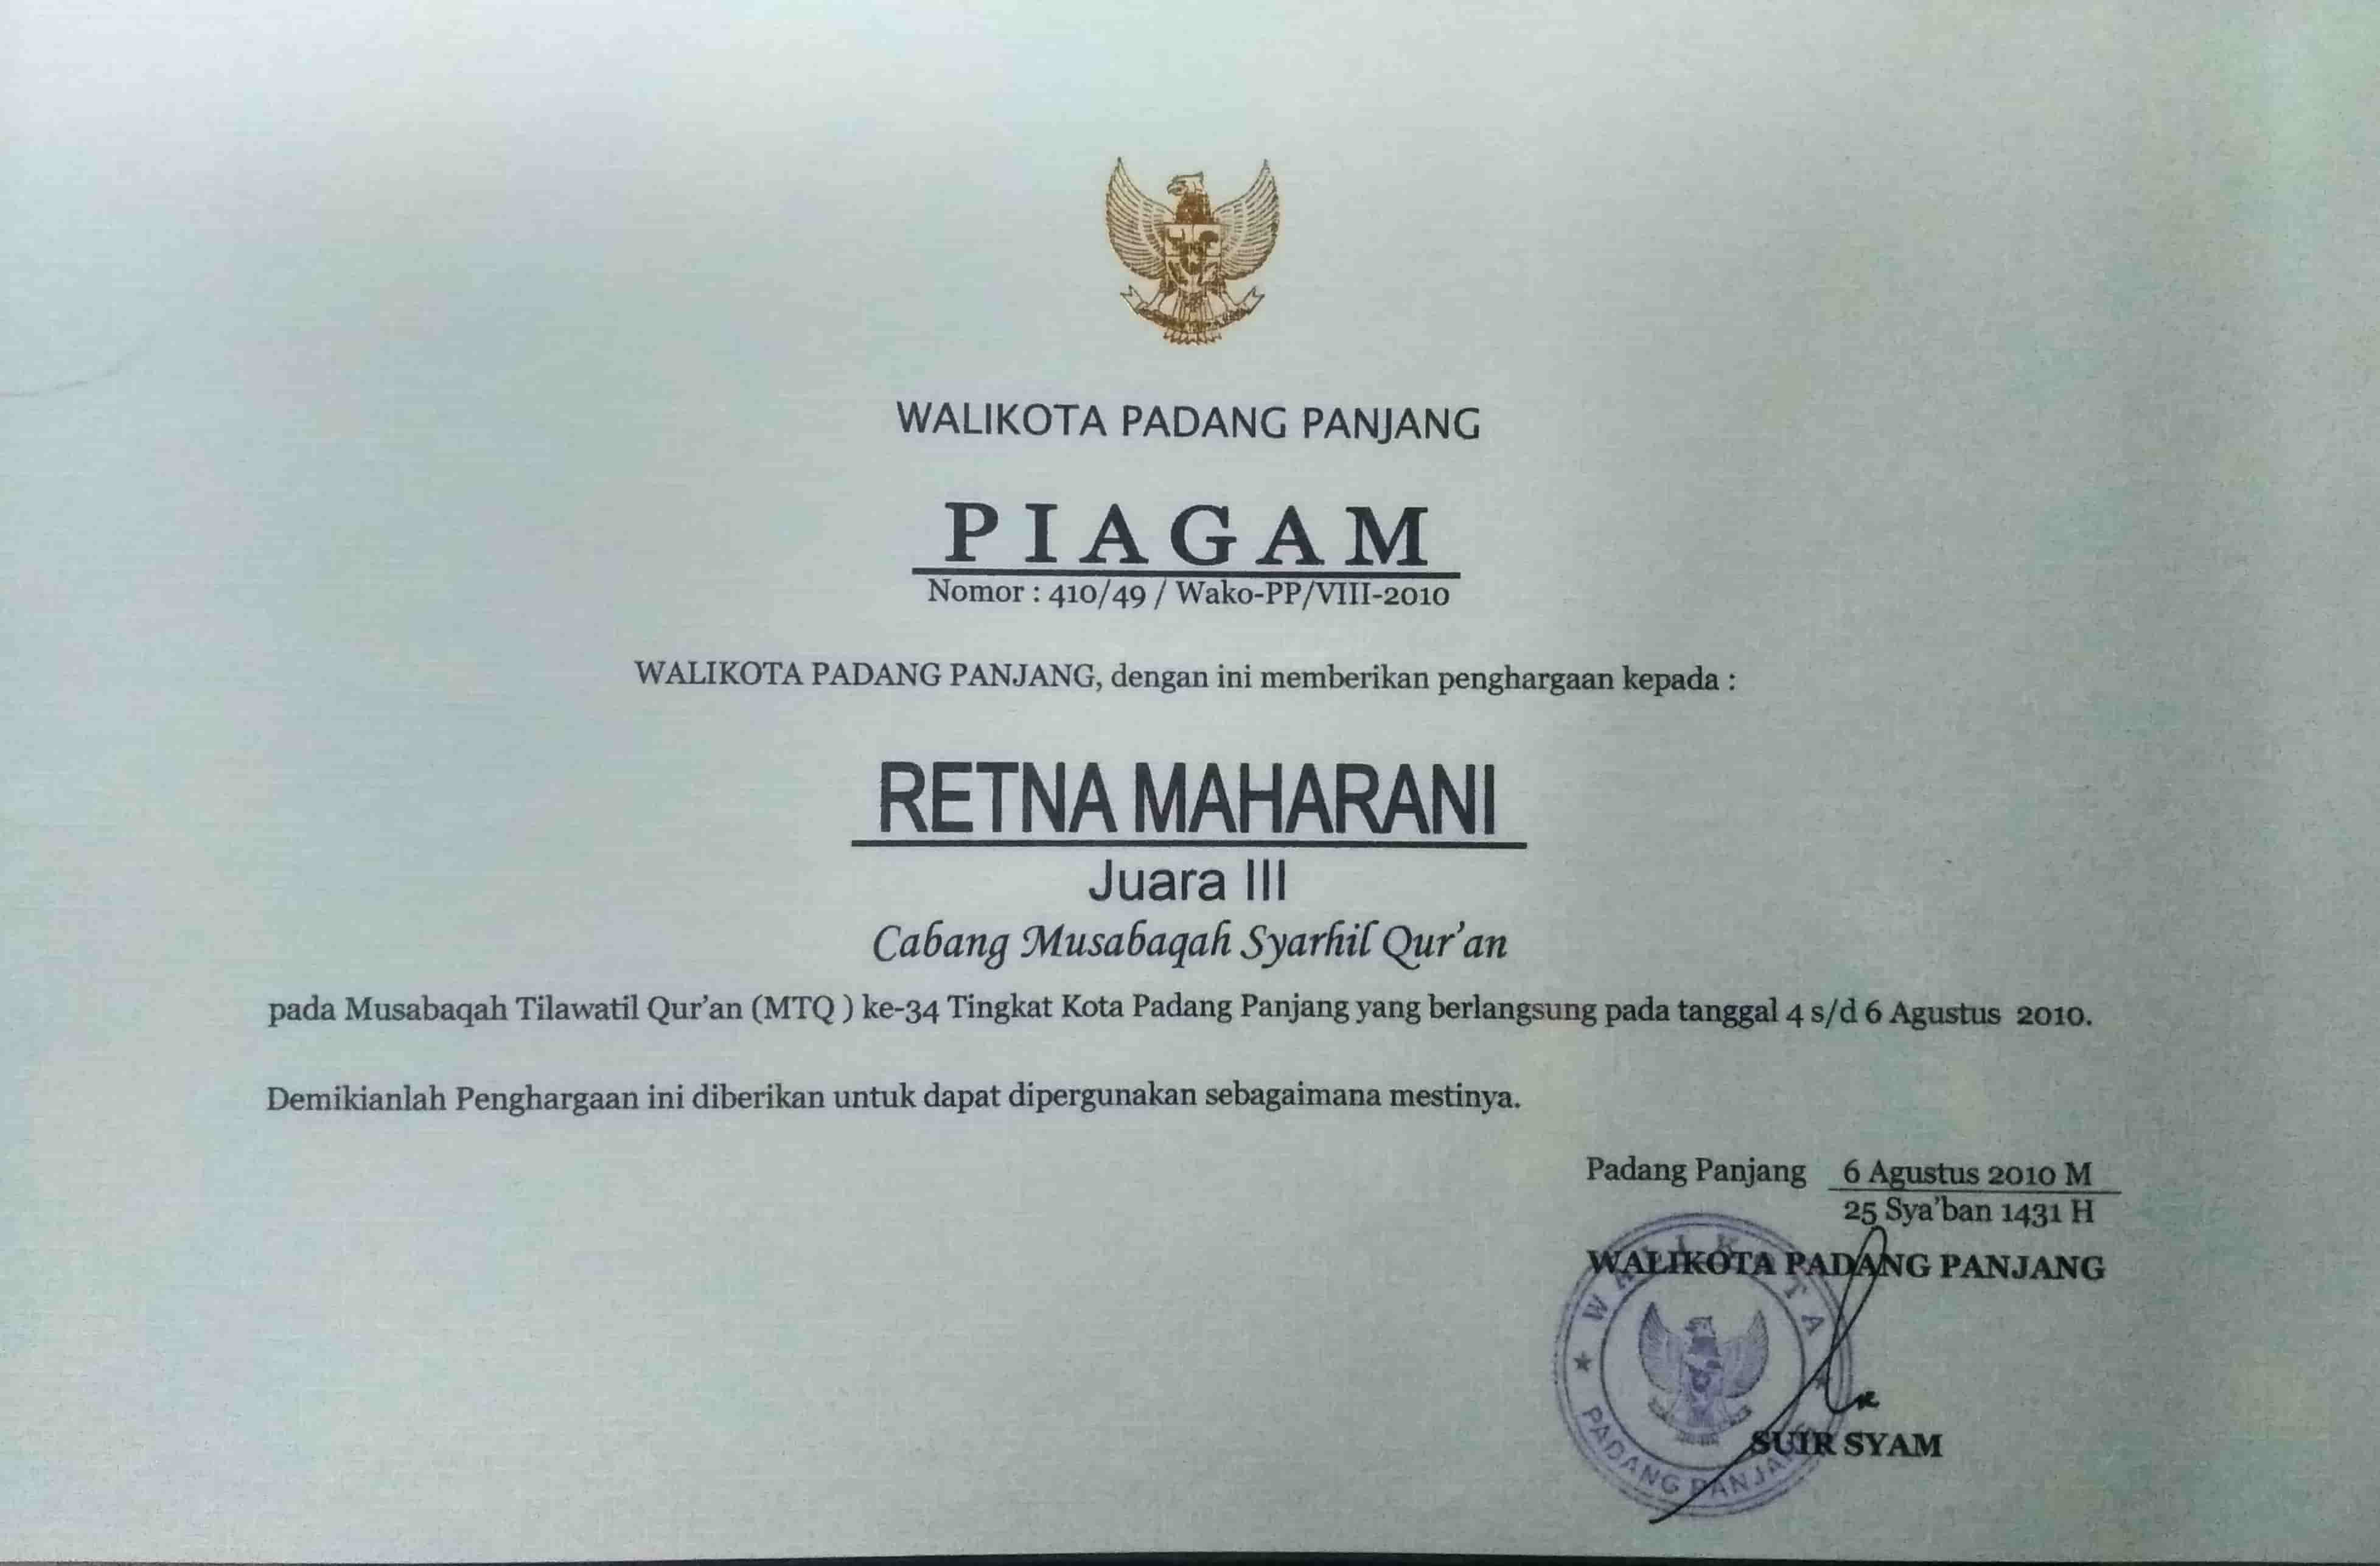 WALIKOTA PADANG PANJANG
PIAGAM
Nomor : 410/49 / Wako-PP/VIII-2010
WALIKOTA PADANG PANJANG, dengan ini memberikan penghargaan kepada :
RETNA MAHARANI
Juara III
Cabang Musabaqah Syarhil Qur'an
pada Musabaqah Tilawatil Qur'an (MTQ ) ke-34 Tingkat Kota Padang Panjang yang berlangsung pada tanggal 4 s/d 6 Agustus 2010.
Demikianlah Penghargaan ini diberikan untuk dapat dipergunakan sebagaimana mestinya.
Padang Panjang 6 Agustus 2010 M
25 Sya'ban 1431 H
WALIKOTA PADANG PANJANG
WALIKOTA
PADANG PANJANG
SUIR SYAM